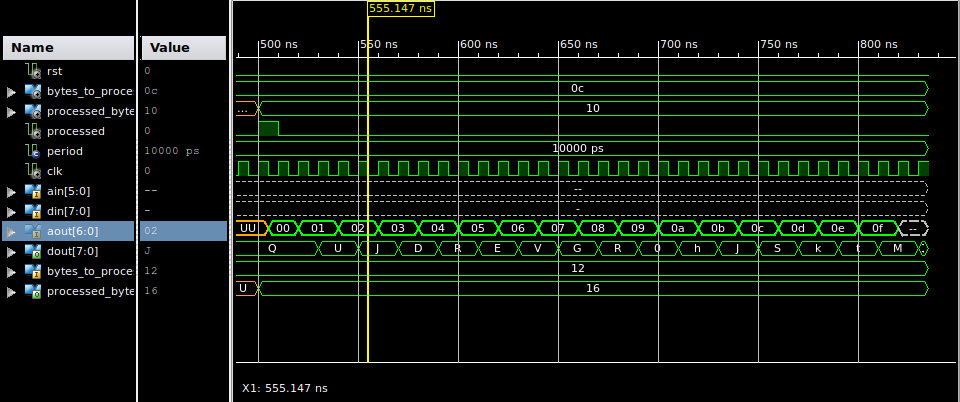 555.147 ns
Name Value 500 ns 550 ns 600 ns 650 ns 700 ns 750 ns 800 ns
rst 0
bytes_to_proce 0c 0c
processed_byte 10 ... 10
processed 0
period 10000 ps 10000 ps
clk 0
ain[5:0] -- --
din[7:0] - -
aout[6:0] 02 UU 00 01 02 03 04 05 06 07 08 09 0a 0b 0c 0d 0e 0f --
dout[7:0] J Q U J D R E V G R 0 h J S k t M
bytes_to_proce 12 12
processed_byte 16 U 16
X1: 555.147 ns